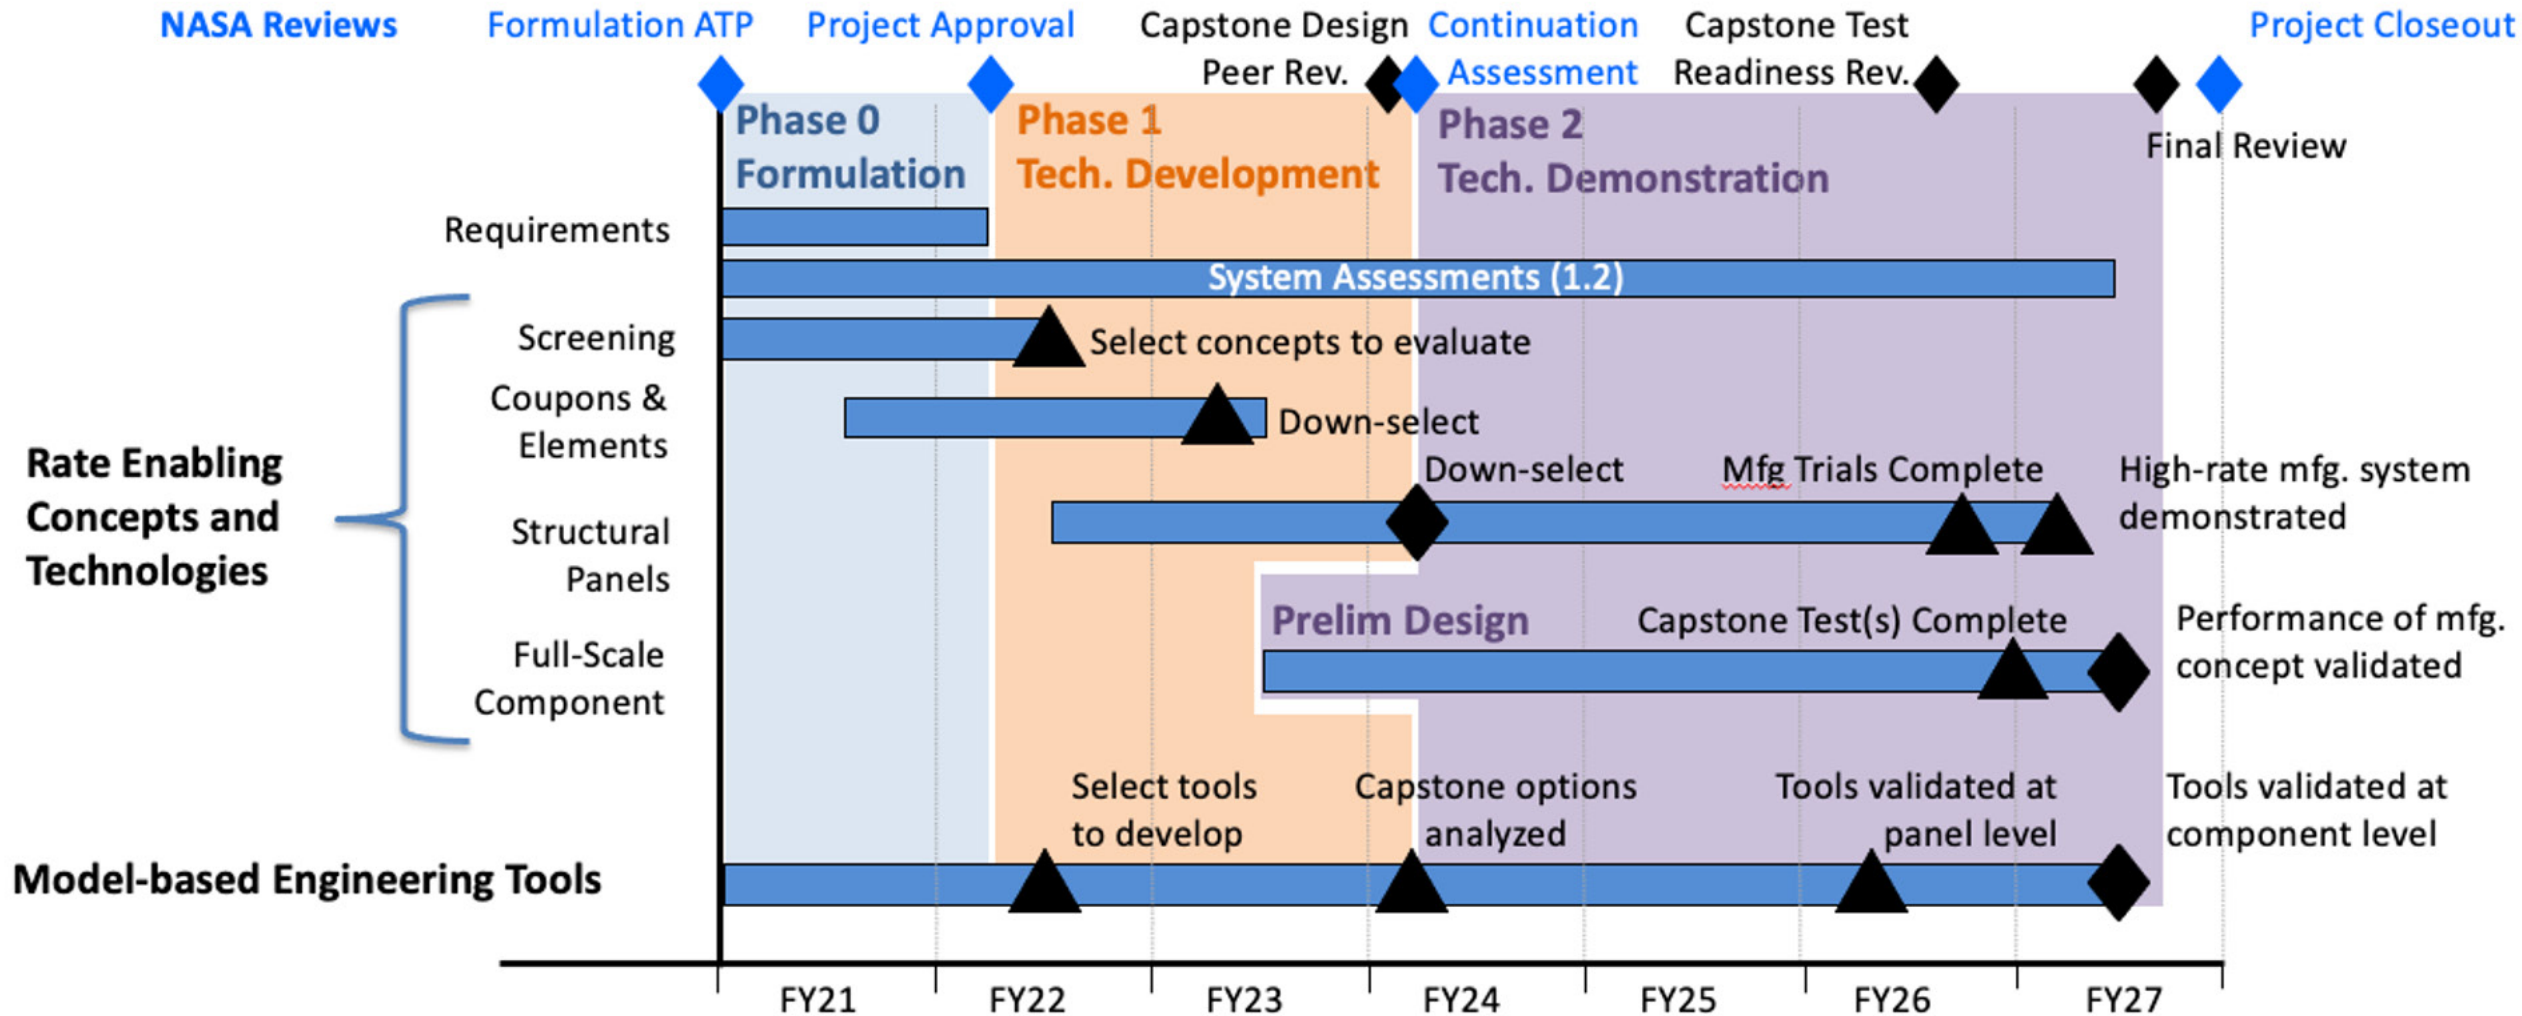 NASA Reviews
Formulation ATP
Project Approval
Capstone Design
Peer Rev.
Continuation
Assessment
Capstone Test
Readiness Rev.
Project Closeout
Final Review
Phase 0
Formulation
Phase 1
Tech. Development
Phase 2
Tech. Demonstration
Requirements
System Assessments (1.2)
Screening
Select concepts to evaluate
Coupons &
Elements
Down-select
Rate Enabling
Concepts and
Technologies
Structural
Panels
Down-select
Mfg Trials Complete
High-rate mfg. system
demonstrated
Prelim Design
Full-Scale
Component
Capstone Test(s) Complete
Performance of mfg.
concept validated
Select tools
to develop
Capstone options
analyzed
Tools validated at
panel level
Tools validated at
component level
Model-based Engineering Tools
FY21
FY22
FY23
FY24
FY25
FY26
FY27